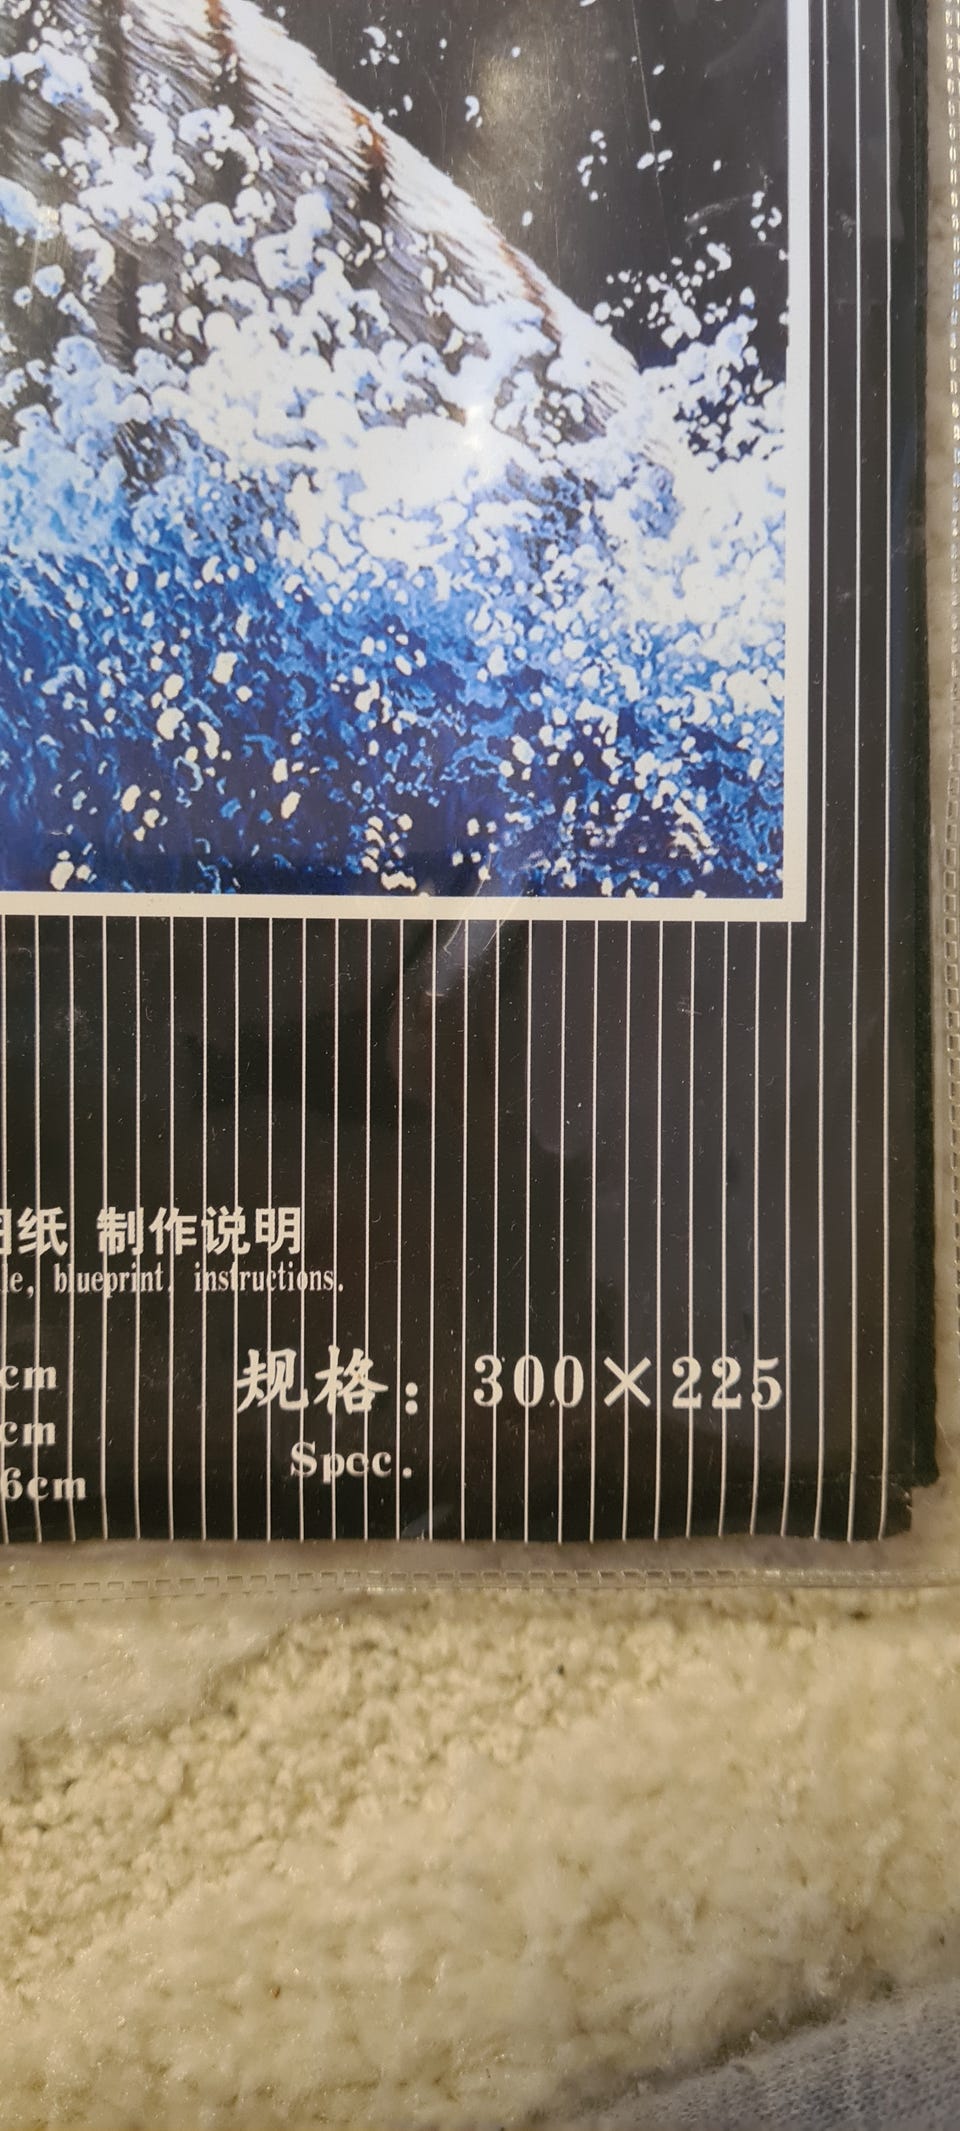 纸 制作说明
le, blueprint. instructions.
cm
规格：300×225
cm
Spec.
6cm